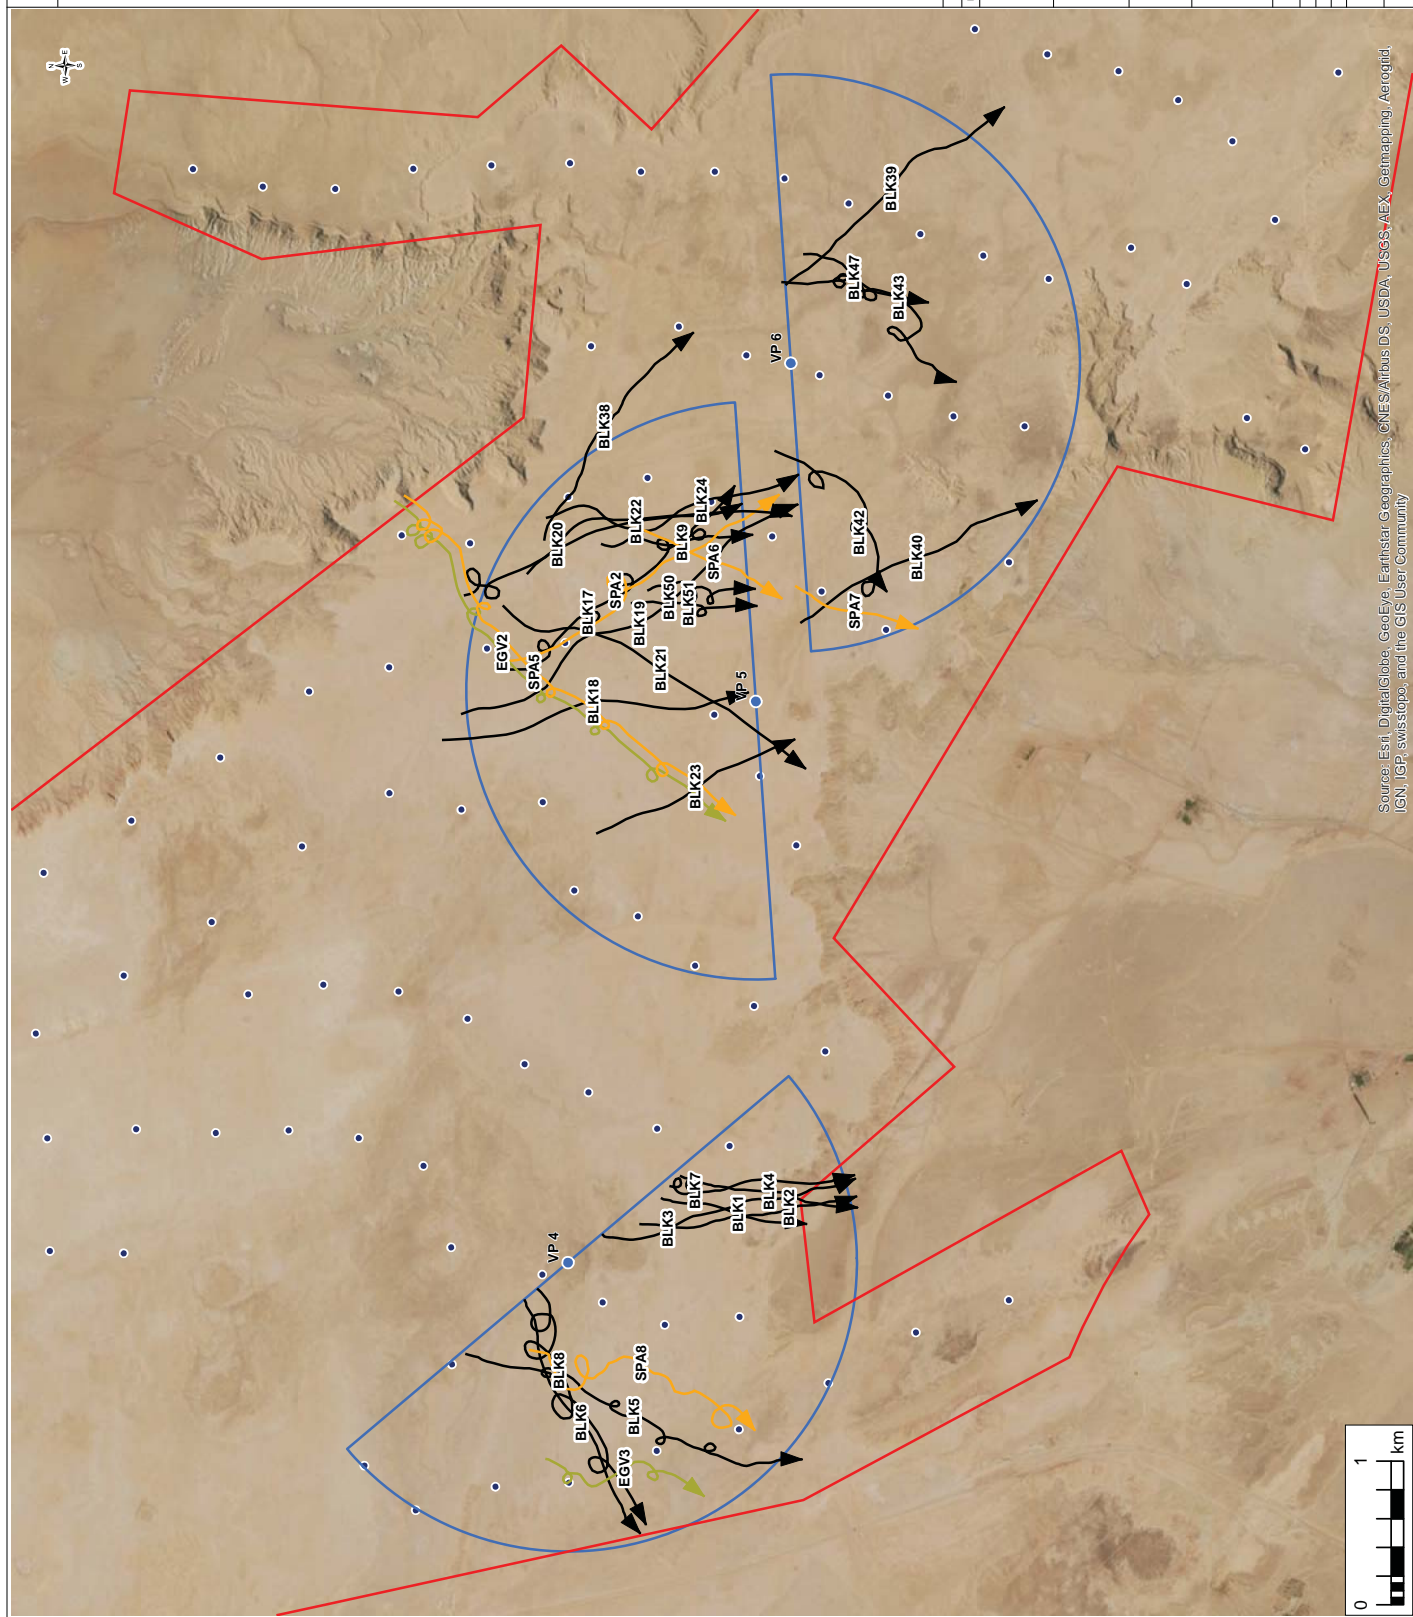 N
E
S
W
BLK39
BLK47
BLK43
VP 6
BLK38
BLK24
BLK22
BLK20
BLK9
SPA6
BLK42
BLK40
SPA7
SPA2
BLK50
BLK51
BLK17
BLK19
EGV2
SPA5
BLK21
BLK18
VP 5
BLK23
BLK7
BLK4
BLK2
BLK1
BLK3
VP 4
BLK8
SPA8
BLK6
BLK5
EGV3
Source: Esri, DigitalGlobe, GeoEye, Earthstar Geographics, CNES/Airbus DS, USDA, USGS, AEX, Getmapping, Aerogrid,
IGN, IGP, swisstopo, and the GIS User Community
0 1
km